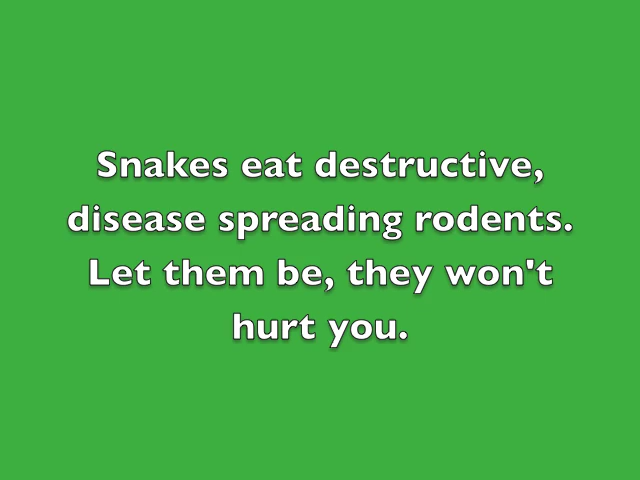 Snakes eat destructive,
disease spreading rodents.
Let them be, they won't
hurt you.